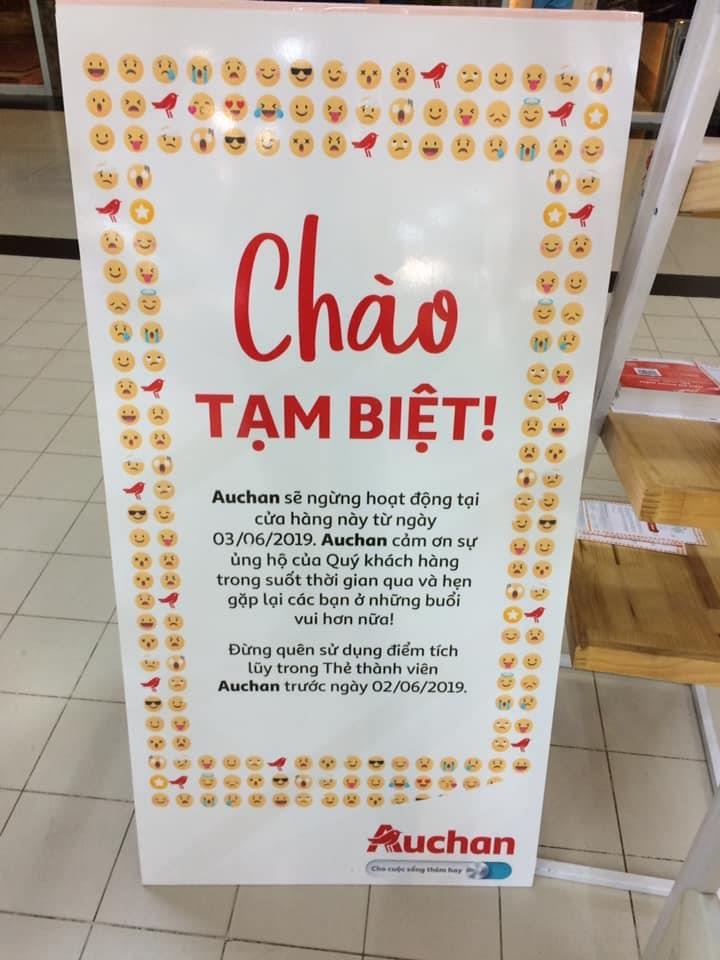 Chào
TẠM BIỆT!
Auchan sẽ ngừng hoạt động tại
cửa hàng này từ ngày
03/06/2019. Auchan cảm ơn sự
ủng hộ của Quý khách hàng
trong suốt thời gian qua và hẹn
gặp lại các bạn ở những buổi
vui hơn nữa!
Đừng quên sử dụng điểm tích
lũy trong Thẻ thành viên
Auchan trước ngày 02/06/2019.
Auchan
Cho cuộc sống thêm hay